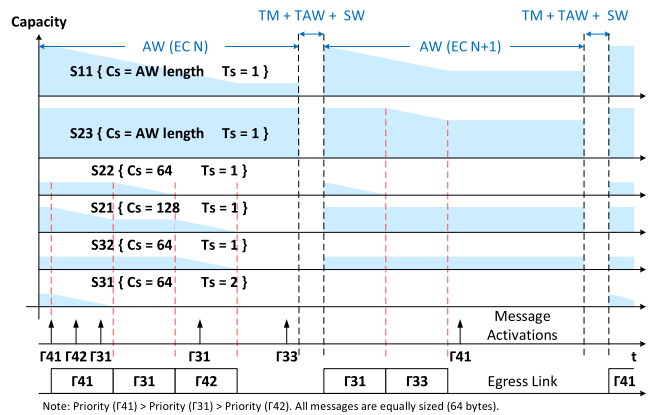 TM + TAW + SW TM + TAW + SW
Capacity
AW (EC N) AW (EC N+1)
S11 { Cs = AW length Ts = 1 }
S23 { Cs = AW length Ts = 1 }
S22 { Cs = 64 Ts = 1 }
S21 { Cs = 128 Ts = 1 }
S32 { Cs = 64 Ts = 1 }
S31 { Cs = 64 Ts = 2 }
Message
Activations
Γ41 Γ42 Γ31 Γ31 Γ33 Γ41 t
Γ41 Γ31 Γ42 Γ31 Γ33 Egress Link Γ41
Note: Priority (Γ41) > Priority (Γ31) > Priority (Γ42). All messages are equally sized (64 bytes).